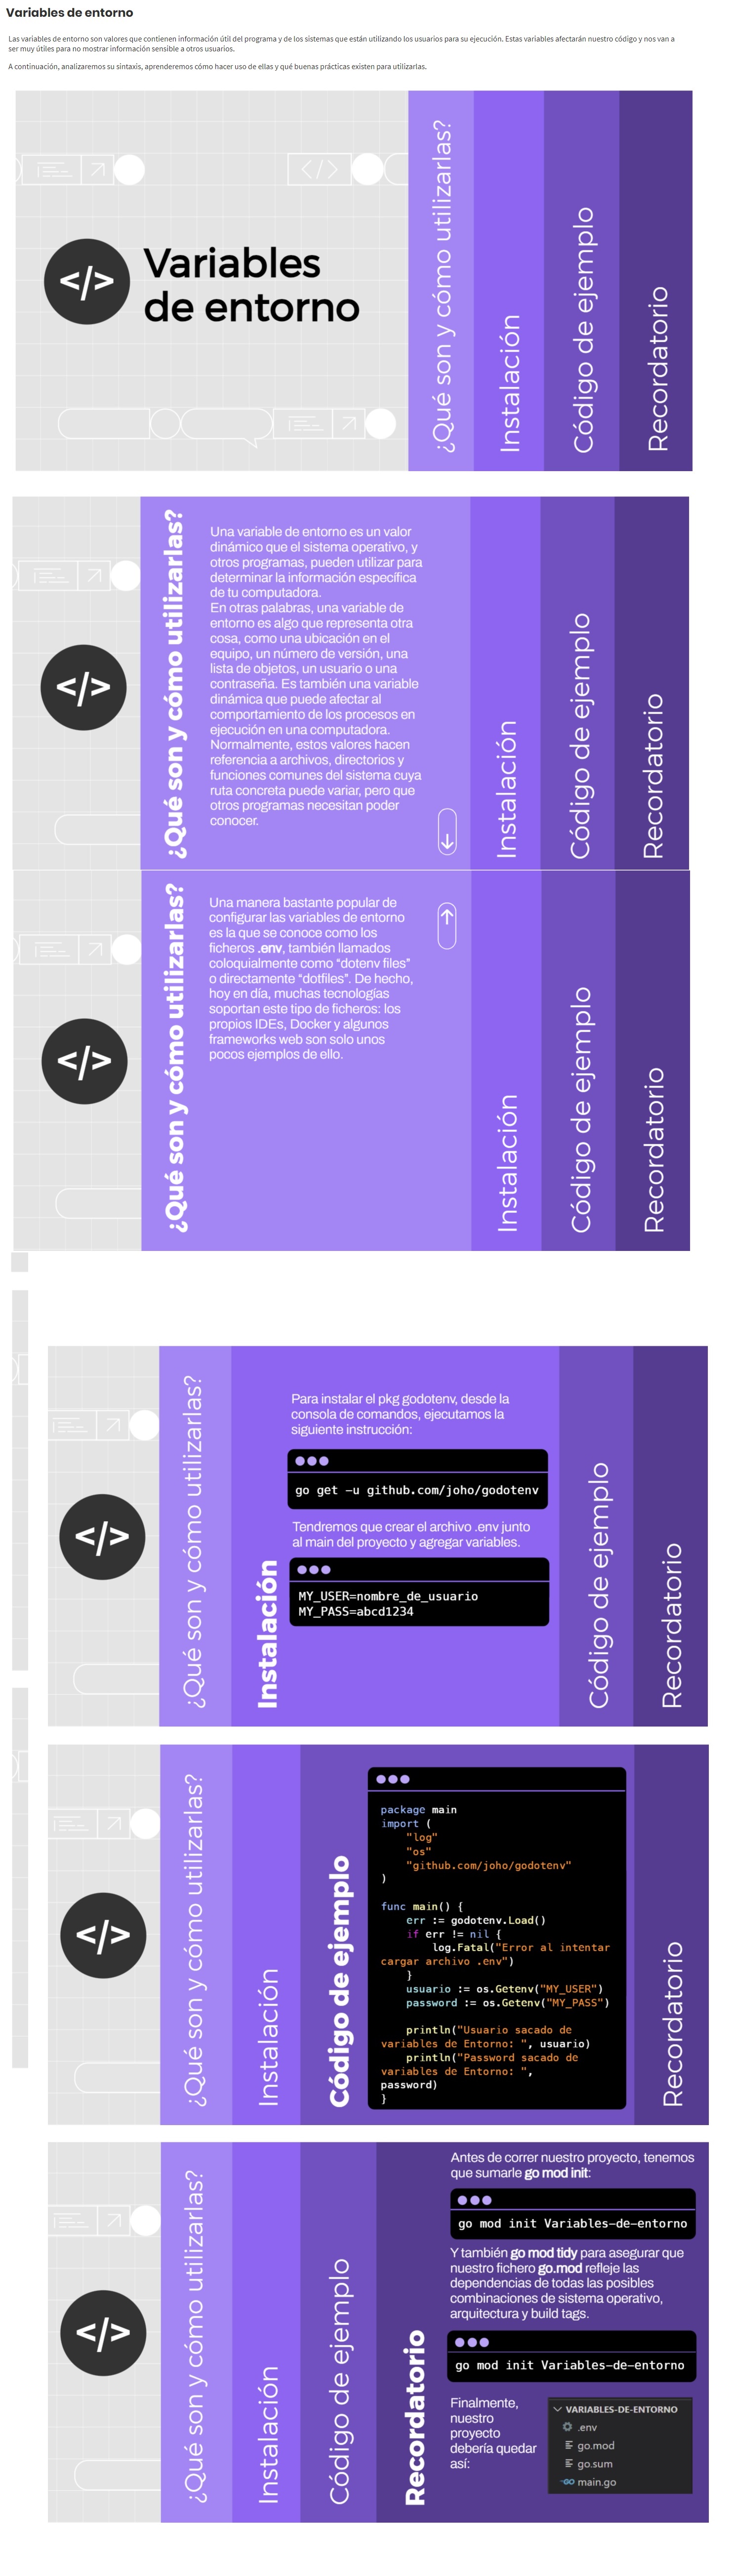 Variables de entorno
Las variables de entorno son valores que contienen información útil del programa y de los sistemas que están utilizando los usuarios para su ejecución. Estas variables afectarán nuestro código y nos van a
ser muy útiles para no mostrar información sensible a otros usuarios.
A continuación, analizaremos su sintaxis, aprenderemos cómo hacer uso de ellas y qué buenas prácticas existen para utilizarlas.
</>
</>
Variables
de entorno
¿Qué son y cómo utilizarlas?
Instalación
Código de ejemplo
Recordatorio
</>
¿Qué son y cómo utilizarlas?
Una variable de entorno es un valor
dinámico que el sistema operativo, y
otros programas, pueden utilizar para
determinar la información específica
de tu computadora.
En otras palabras, una variable de
entorno es algo que representa otra
cosa, como una ubicación en el
equipo, un número de versión, una
lista de objetos, un usuario o una
contraseña. Es también una variable
dinámica que puede afectar al
comportamiento de los procesos en
ejecución en una computadora.
Normalmente, estos valores hacen
referencia a archivos, directorios y
funciones comunes del sistema cuya
ruta concreta puede variar, pero que
otros programas necesitan poder
conocer.
Instalación
Código de ejemplo
Recordatorio
</>
¿Qué son y cómo utilizarlas?
Una manera bastante popular de
configurar las variables de entorno
es la que se conoce como los
ficheros .env, también llamados
coloquialmente como “dotenv files”
o directamente “dotfiles”. De hecho,
hoy en día, muchas tecnologías
soportan este tipo de ficheros: los
propios IDEs, Docker y algunos
frameworks web son solo unos
pocos ejemplos de ello.
Instalación
Código de ejemplo
Recordatorio
</>
¿Qué son y cómo utilizarlas?
Instalación
Para instalar el pkg godotenv, desde la
consola de comandos, ejecutamos la
siguiente instrucción:
go get -u github.com/joho/godotenv
Tendremos que crear el archivo .env junto
al main del proyecto y agregar variables.
MY_USER=nombre_de_usuario
MY_PASS=abcd1234
Código de ejemplo
Recordatorio
</>
¿Qué son y cómo utilizarlas?
Instalación
Código de ejemplo
package main
import (
"log"
"os"
"github.com/joho/godotenv"
)
func main() {
err := godotenv.Load()
if err != nil {
log.Fatal("Error al intentar
cargar archivo .env")
}
usuario := os.Getenv("MY_USER")
password := os.Getenv("MY_PASS")
println("Usuario sacado de
variables de Entorno: ", usuario)
println("Password sacado de
variables de Entorno: ",
password)
}
Recordatorio
</>
¿Qué son y cómo utilizarlas?
Instalación
Código de ejemplo
Recordatorio
Antes de correr nuestro proyecto, tenemos
que sumarle go mod init:
go mod init Variables-de-entorno
Y también go mod tidy para asegurar que
nuestro fichero go.mod refleje las
dependencias de todas las posibles
combinaciones de sistema operativo,
arquitectura y build tags.
go mod init Variables-de-entorno
Finalmente,
nuestro
proyecto
debería quedar
así:
VARIABLES-DE-ENTORNO
.env
go.mod
go.sum
main.go